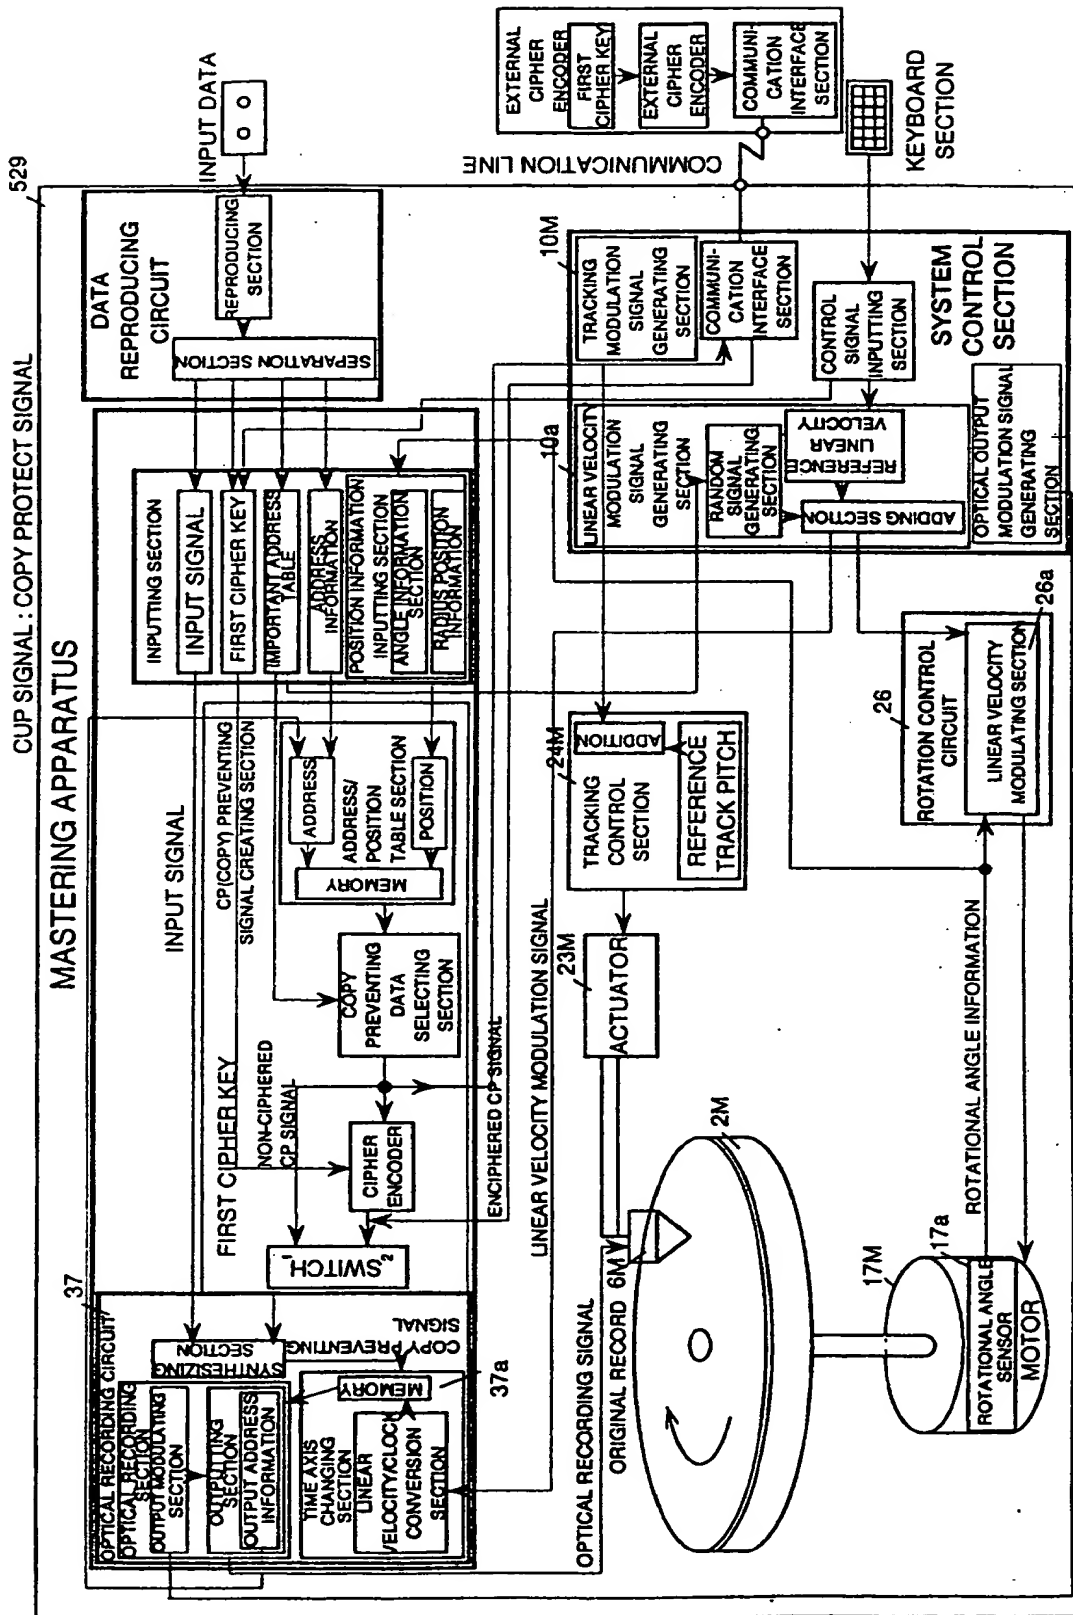 CUP SIGNAL : COPY PROTECT SIGNAL
529
MASTERING APPARATUS
37
OPTICAL RECORDING CIRCUIT
OPTICAL RECORDING
SECTION
OUTPUT MODULATING
SECTION
OUTPUTTING
SECTION
OUTPUT ADDRESS
INFORMATION
TIME AXIS
CHANGING
SECTION
LINEAR
VELOCITY/CLOCK
CONVERSION
SECTION
MEMORY
37a
SYNTHESIZING
SECTION
COPY PREVENTING
SIGNAL
INPUT SIGNAL
CP(COPY) PREVENTING
SIGNAL CREATING SECTION
FIRST CIPHER KEY
NON-CIPHERED
CP SIGNAL
SWITCH
1
2
CIPHER
ENCODER
COPY
PREVENTING
DATA
SELECTING
SECTION
MEMORY
ADDRESS
ADDRESS/
POSITION
TABLE SECTION
POSITION
ENCIPHERED CP SIGNAL
INPUTTING
SECTION
INPUT SIGNAL
FIRST CIPHER KEY
IMPORTANT ADDRESS
TABLE
ADDRESS
INFORMATION
POSITION INFORMATION
INPUTTING SECTION
ANGLE INFORMATION
SECTION
RADIUS POSITION
INFORMATION
DATA
REPRODUCING
CIRCUIT
SEPARATION SECTION
REPRODUCING
SECTION
INPUT DATA
EXTERNAL
CIPHER
ENCODER
FIRST
CIPHER KEY
EXTERNAL
CIPHER
ENCODER
COMMUNI-
CATION
INTERFACE
SECTION
COMMUNICATION LINE
KEYBOARD
SECTION
10M
TRACKING
MODULATION
SIGNAL
GENERATING
SECTION
COMMUNI-
CATION
INTERFACE
SECTION
CONTROL
SIGNAL
INPUTTING
SECTION
SYSTEM
CONTROL
SECTION
10a
LINEAR VELOCITY
MODULATION
SIGNAL
GENERATING
SECTION
RANDOM
SIGNAL
GENERATING
SECTION
REFERENCE
LINEAR
VELOCITY
ADDING SECTION
OPTICAL OUTPUT
MODULATION SIGNAL
GENERATING
SECTION
LINEAR VELOCITY MODULATION SIGNAL
24M
TRACKING
CONTROL
SECTION
ADDITION
REFERENCE
TRACK PITCH
23M
ACTUATOR
26
ROTATION CONTROL
CIRCUIT
26a
LINEAR VELOCITY
MODULATING SECTION
OPTICAL RECORDING SIGNAL
ORIGINAL RECORD
6M
2M
ROTATIONAL ANGLE INFORMATION
17M
17a
ROTATIONAL ANGLE
SENSOR
MOTOR